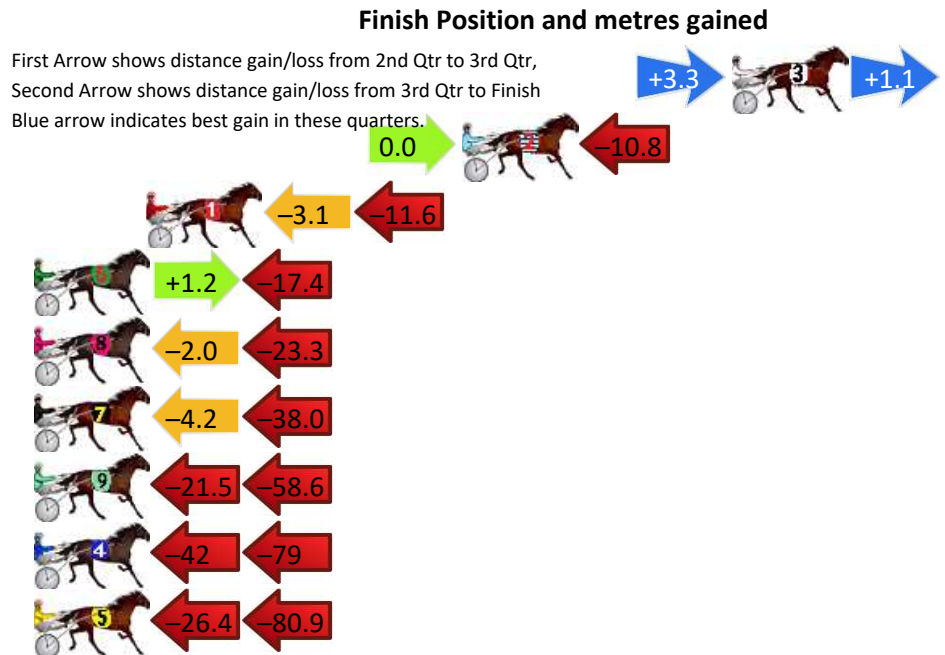 Finish Position and metres gained
First Arrow shows distance gain/loss from 2nd Qtr to 3rd Qtr,
Second Arrow shows distance gain/loss from 3rd Qtr to Finish
Blue arrow indicates best gain in these quarters.
+3.3 3 +1.1
0.0 2 –10.8
1 –3.1 –11.6
6 +1.2 –17.4
8 –2.0 –23.3
7 –4.2 –38.0
9 –21.5 –58.6
4 –42 –79
5 –26.4 –80.9